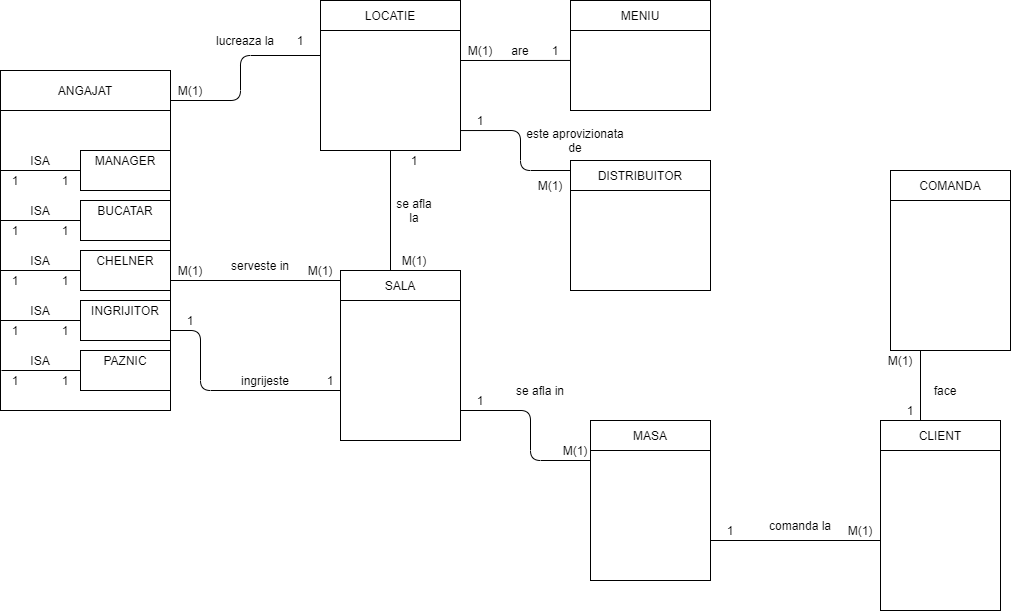 LOCATIE
MENIU
lucreaza la
1
M(1)
are
1
ANGAJAT
M(1)
1
este aprovizionata
de
MANAGER
ISA
1
1
1
DISTRIBUITOR
M(1)
COMANDA
se afla
la
BUCATAR
ISA
1
1
CHELNER
ISA
1
1
M(1)
serveste in
M(1)
M(1)
SALA
INGRIJITOR
ISA
1
1
1
PAZNIC
ISA
1
1
ingrijeste
1
M(1)
face
1
se afla in
1
M(1)
MASA
CLIENT
1
comanda la
M(1)